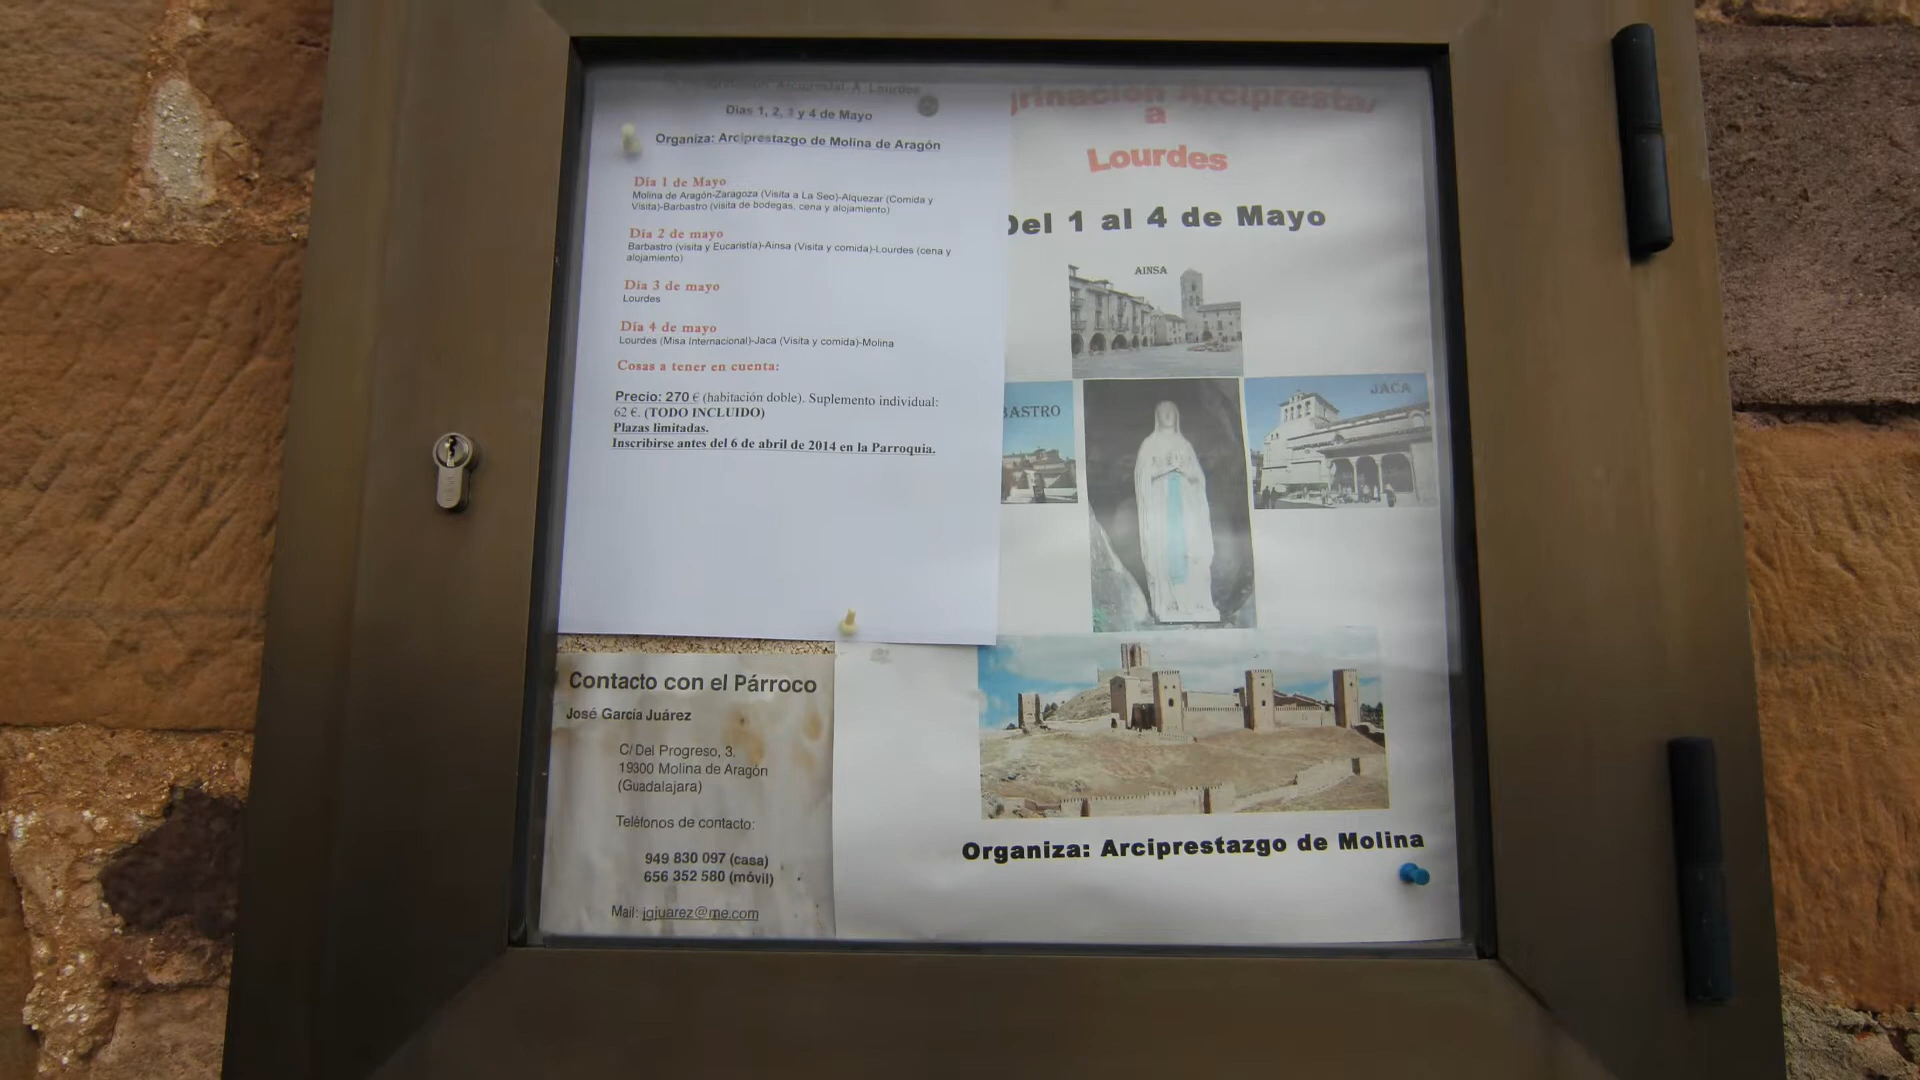 Arciprestal A Lourdes
Días 1, 2, 3 y 4 de Mayo
Organiza: Arciprestazgo de Molina de Aragón
Día 1 de Mayo
Molina de Aragón-Zaragoza (Visita a La Seo)-Alquezar (Comida y
Visita)-Barbastro (visita de bodegas, cena y alojamiento)
Día 2 de mayo
Barbastro (visita y Eucaristía)-Ainsa (Visita y comida)-Lourdes (cena y
alojamiento)
Día 3 de mayo
Lourdes
Día 4 de mayo
Lourdes (Misa Internacional)-Jaca (Visita y comida)-Molina
Cosas a tener en cuenta:
Precio: 270 € (habitación doble). Suplemento individual:
62 €. (TODO INCLUIDO)
Plazas limitadas.
Inscribirse antes del 6 de abril de 2014 en la Parroquia.
Contacto con el Párroco
José García Juárez
C/ Del Progreso, 3.
19300 Molina de Aragón
(Guadalajara)
Teléfonos de contacto:
949 830 097 (casa)
656 352 580 (móvil)
Mail: jgjuarez@me.com
grinación Arciprestal
a
Lourdes
Del 1 al 4 de Mayo
AINSA
BASTRO
JACA
Organiza: Arciprestazgo de Molina